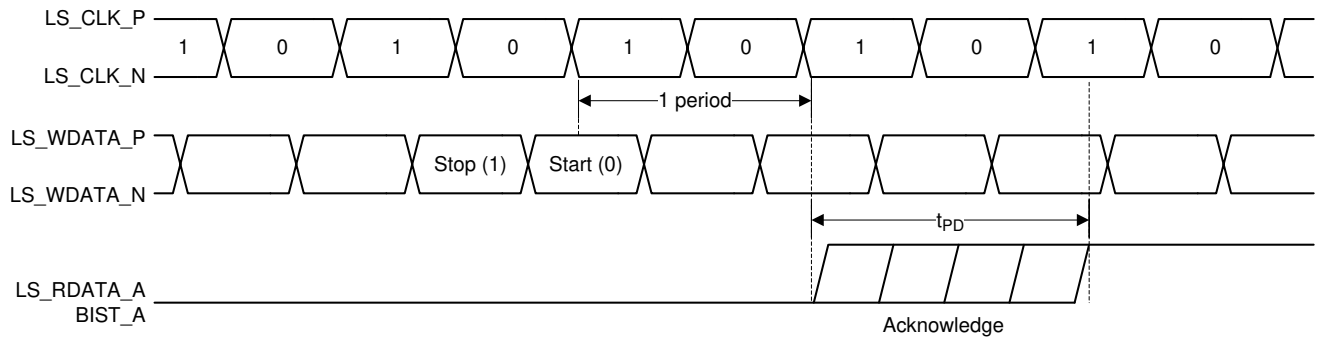 LS_CLK_P
1 0 1 0 1 0 1 0 1 0
LS_CLK_N
1 period
LS_WDATA_P
Stop (1) Start (0)
LS_WDATA_N
tPD
LS_RDATA_A
BIST_A
Acknowledge